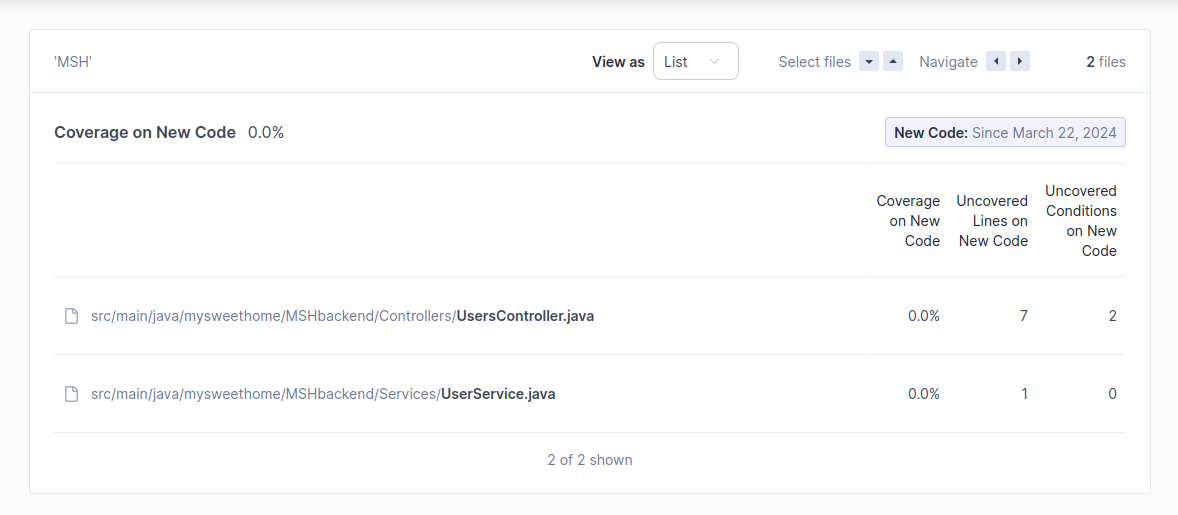 'MSH' View as List Select files Navigate 2 files
Coverage on New Code 0.0% New Code: Since March 22, 2024
Coverage on New Code Uncovered Lines on New Code Uncovered Conditions on New Code
src/main/java/mysweethome/MSHbackend/Controllers/UsersController.java 0.0% 7 2
src/main/java/mysweethome/MSHbackend/Services/UserService.java 0.0% 1 0
2 of 2 shown